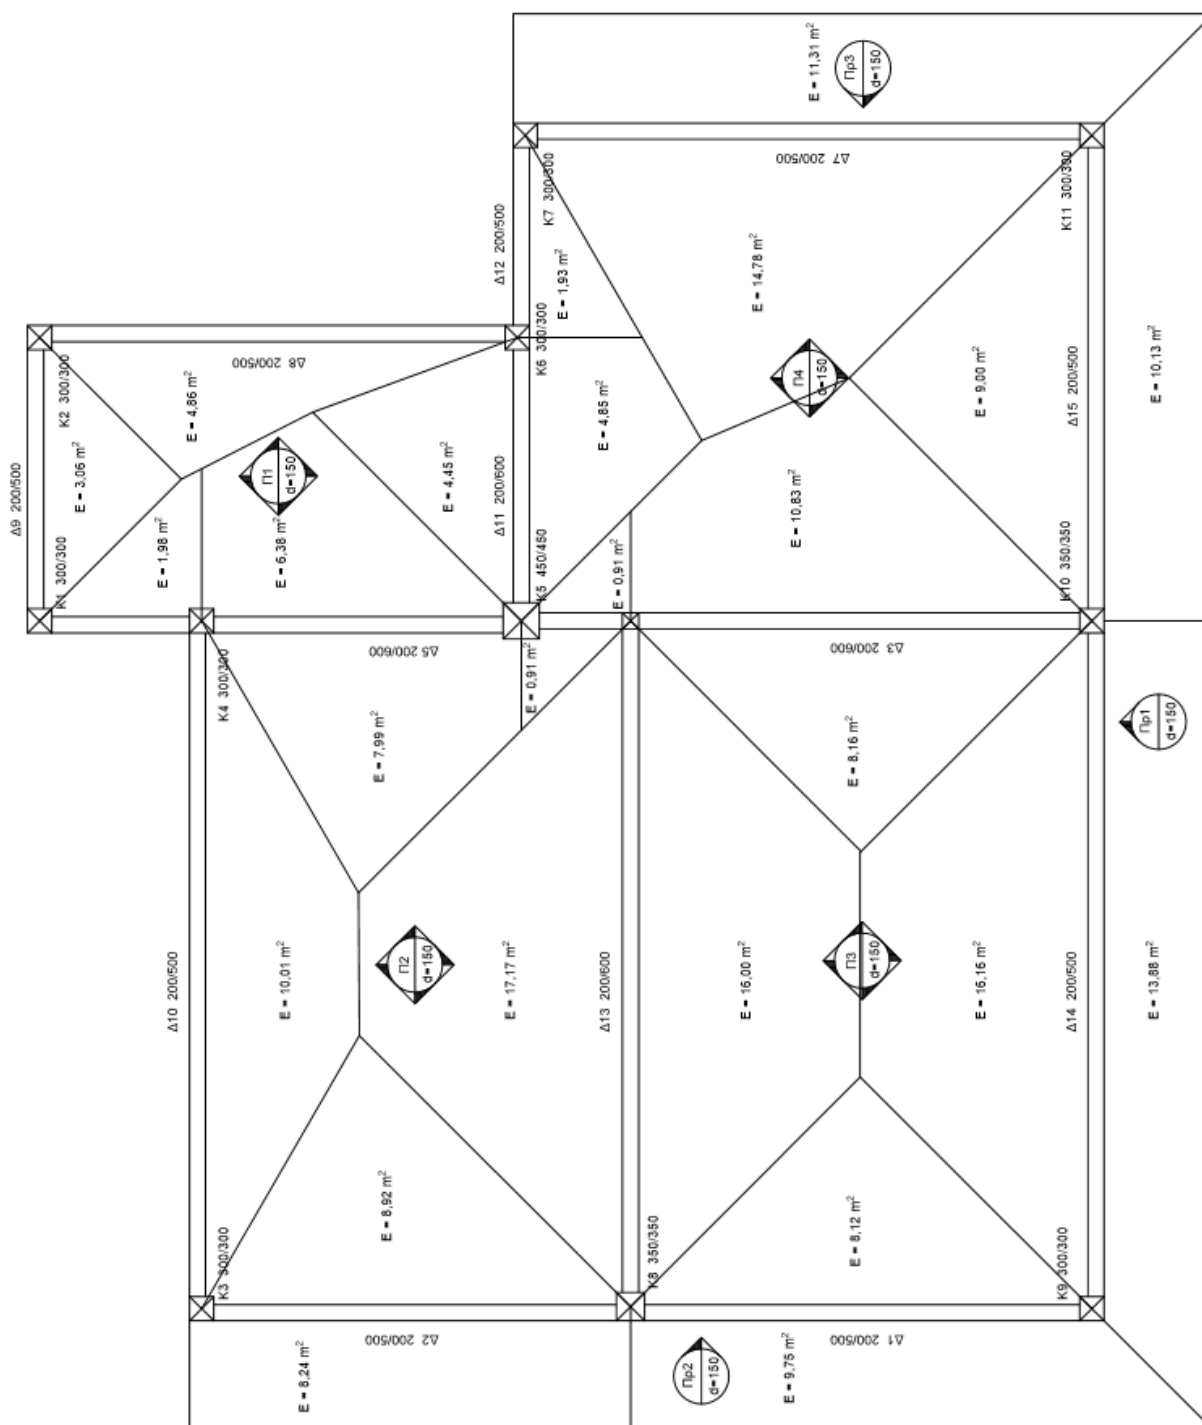 Δ9 200/500
K1 300/300
K2 300/300
E = 3,06 m²
E = 4,86 m²
Δ8 200/500
E = 1,98 m²
Π1
d=150
E = 6,38 m²
E = 4,45 m²
Δ11 200/600
K4 300/300
Δ5 200/600
K5 450/450
K6 300/300
Δ12 200/500
K7 300/300
E = 11,31 m²
Πρ3
d=150
Δ7 200/500
E = 1,93 m²
E = 4,85 m²
E = 14,78 m²
Π4
d=150
E = 0,91 m²
E = 10,83 m²
E = 9,00 m²
K11 300/300
Δ15 200/500
K10 350/350
E = 10,13 m²
Δ10 200/500
E = 7,99 m²
E = 0,91 m²
E = 10,01 m²
Π2
d=150
E = 17,17 m²
Δ13 200/600
Δ3 200/600
E = 8,16 m²
E = 16,00 m²
Π3
d=150
E = 16,16 m²
Δ14 200/500
Πρ1
d=150
E = 13,88 m²
K3 300/300
E = 8,92 m²
K8 350/350
E = 8,12 m²
K9 300/300
Δ2 200/500
E = 8,24 m²
Πρ2
d=150
E = 9,75 m²
Δ1 200/500